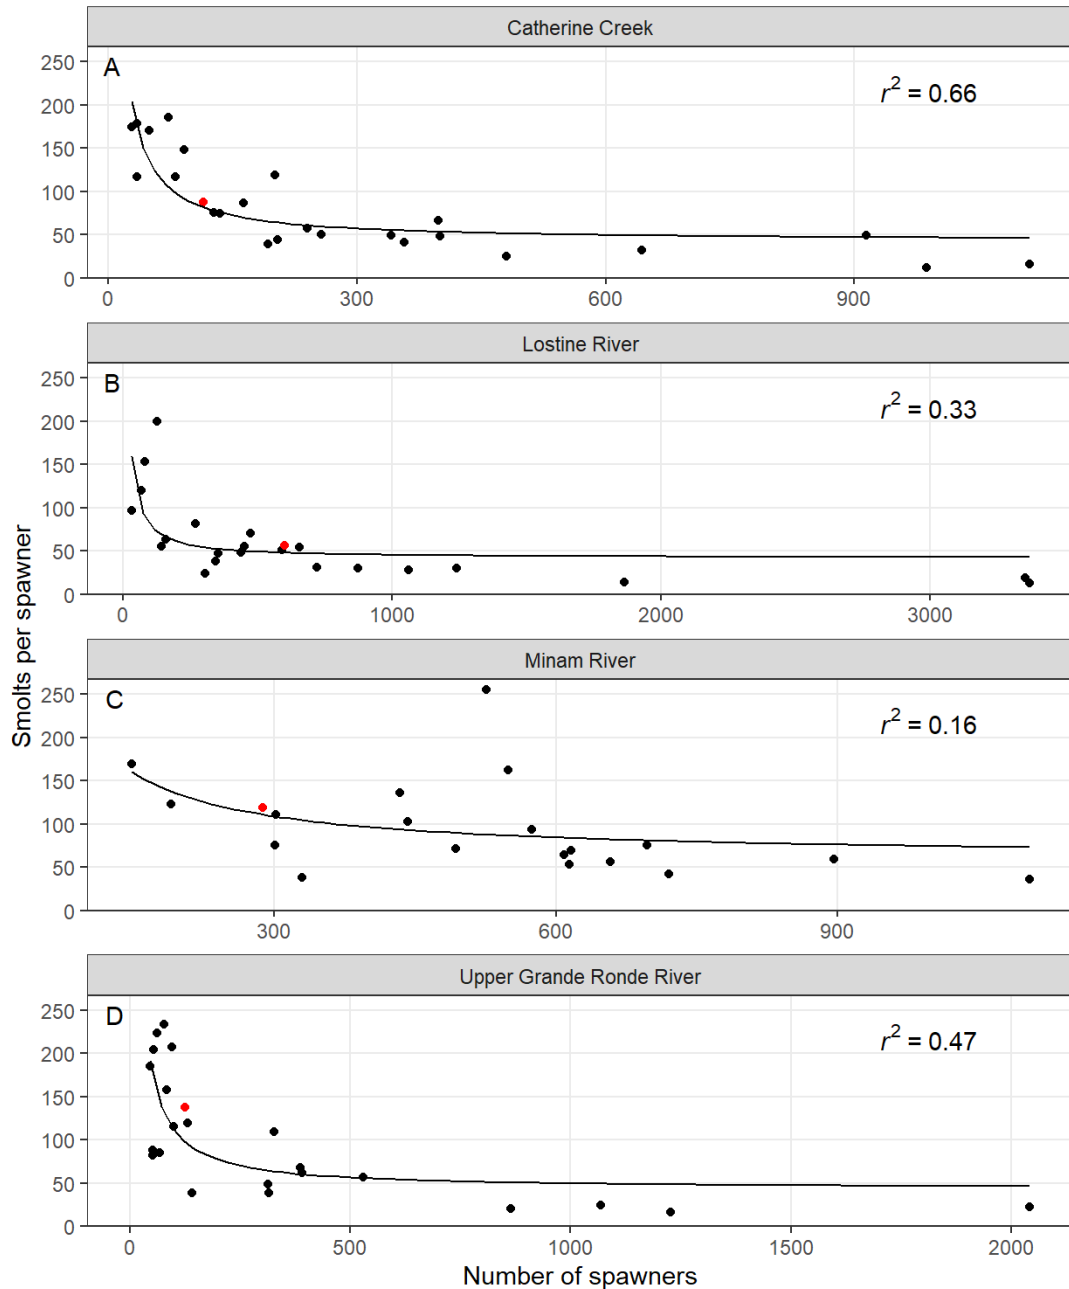 Catherine Creek
A
r² = 0.66
250
200
150
100
50
0
0 300 600 900
Lostine River
B
r² = 0.33
250
200
150
100
50
0
0 1000 2000 3000
Smolts per spawner
Minam River
C
r² = 0.16
250
200
150
100
50
0
300 600 900
Upper Grande Ronde River
D
r² = 0.47
250
200
150
100
50
0
0 500 1000 1500 2000
Number of spawners